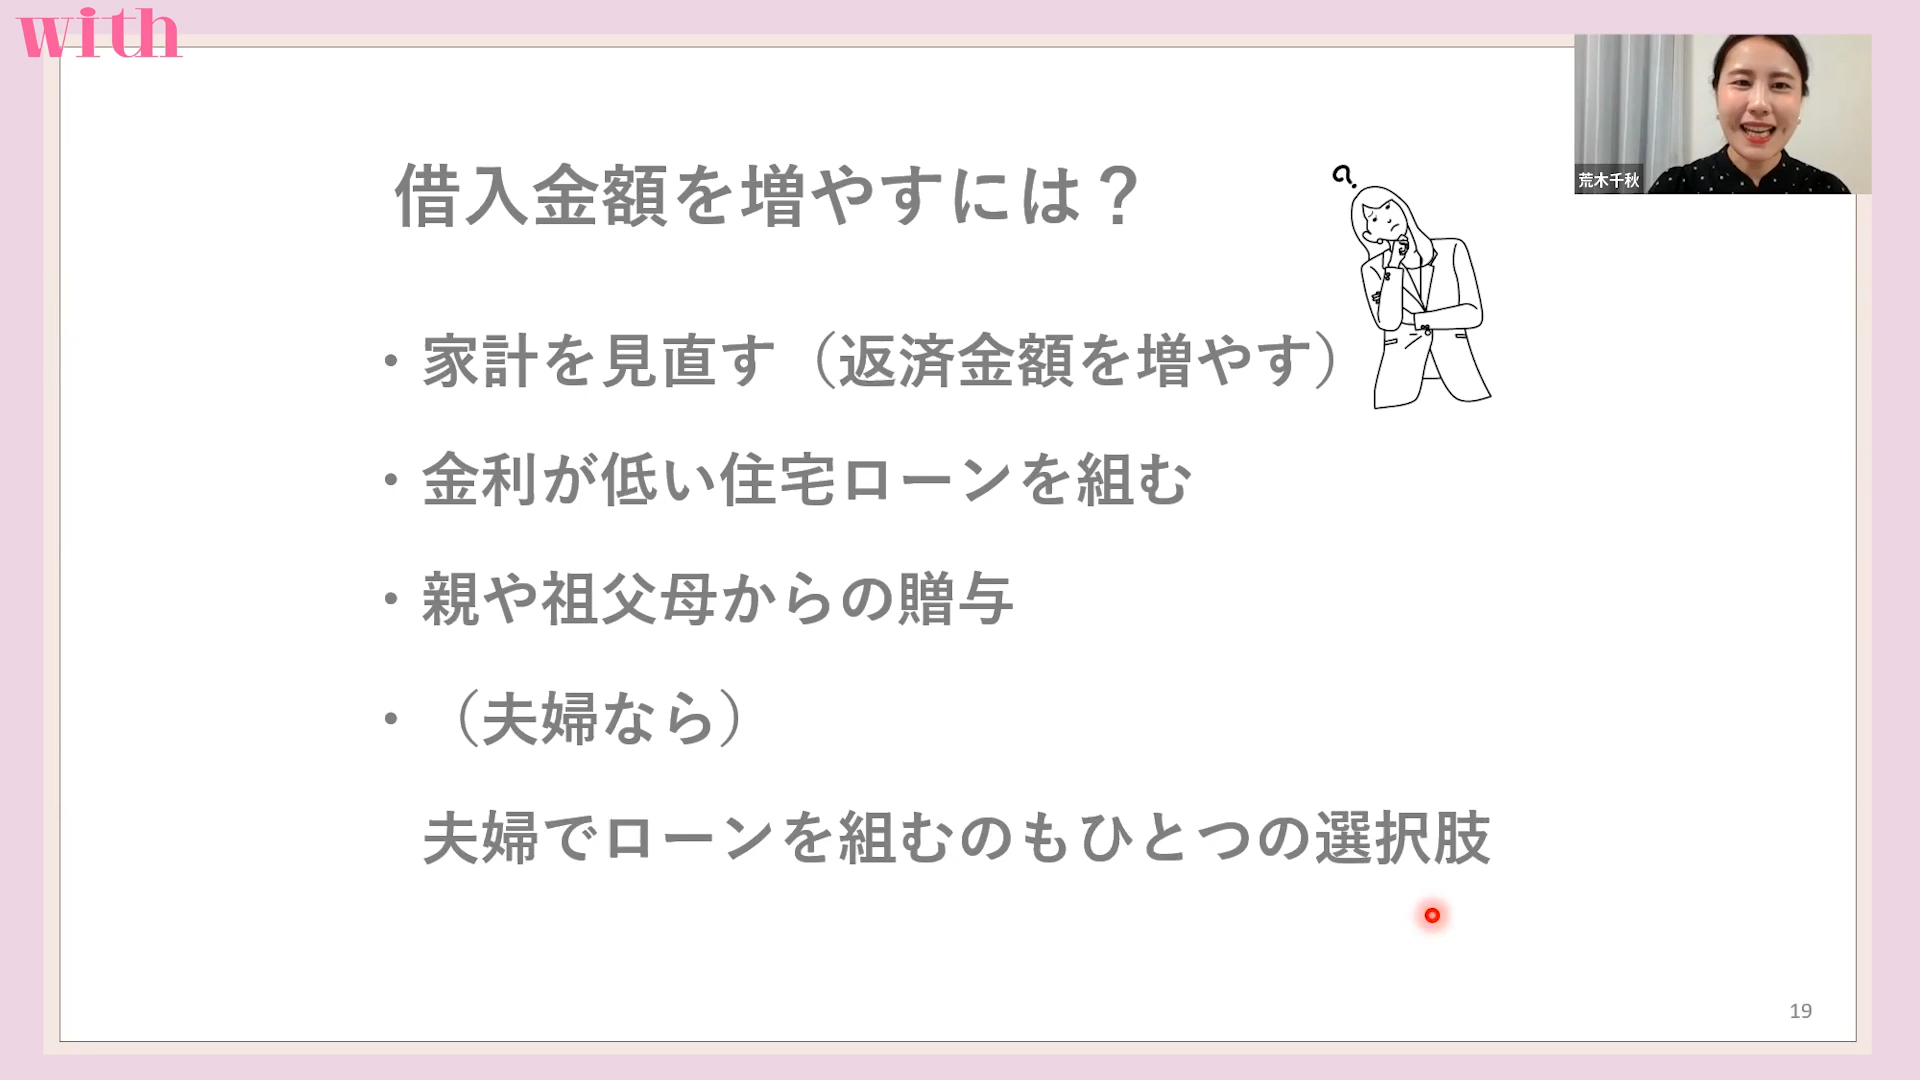 with
荒木千秋
借入金額を増やすには？
?
・家計を見直す（返済金額を増やす）
・金利が低い住宅ローンを組む
・親や祖父母からの贈与
・（夫婦なら）
夫婦でローンを組むのもひとつの選択肢
19